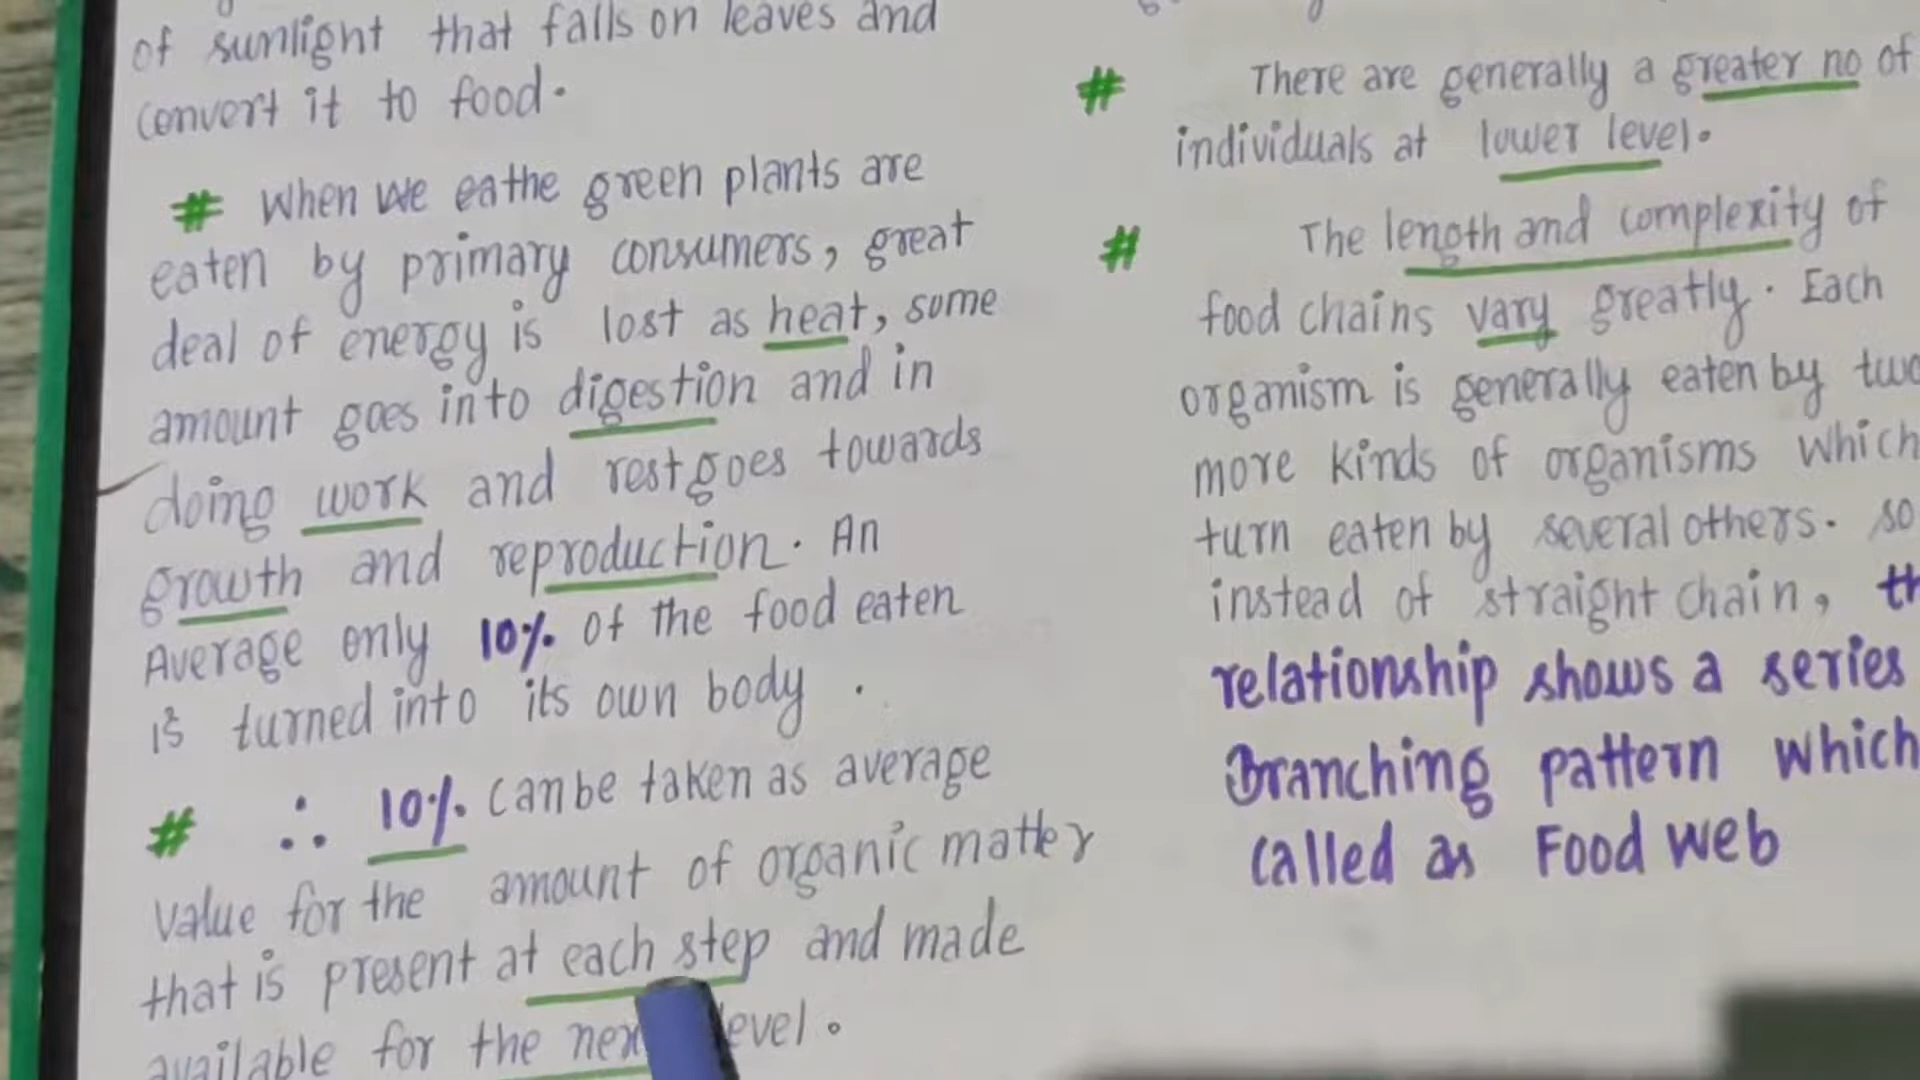 of sunlight that falls on leaves and
convert it to food.
# When we eathe green plants are
eaten by primary consumers, great
deal of energy is lost as heat, some
amount goes into digestion and in
doing work and rest goes towards
growth and reproduction. An
Average only 10% of the food eaten
is turned into its own body.
# ∴ 10% can be taken as average
value for the amount of organic matter
that is present at each step and made
available for the level.
# There are generally a greater no of
individuals at lower level.
# The length and complexity of
food chains vary greatly. Each
organism is generally eaten by
more kinds of organisms which
turn eaten by several others. so
instead of straight chain,
relationship shows a series
Branching pattern which
called as Food web